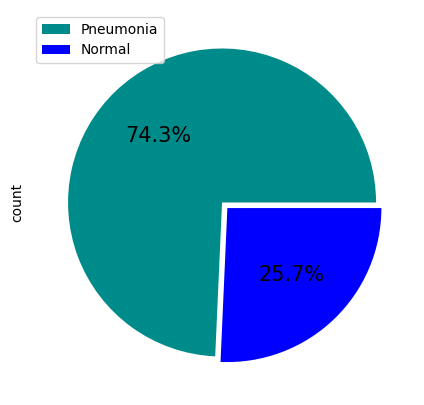 Pneumonia
Normal
74.3%
count
25.7%